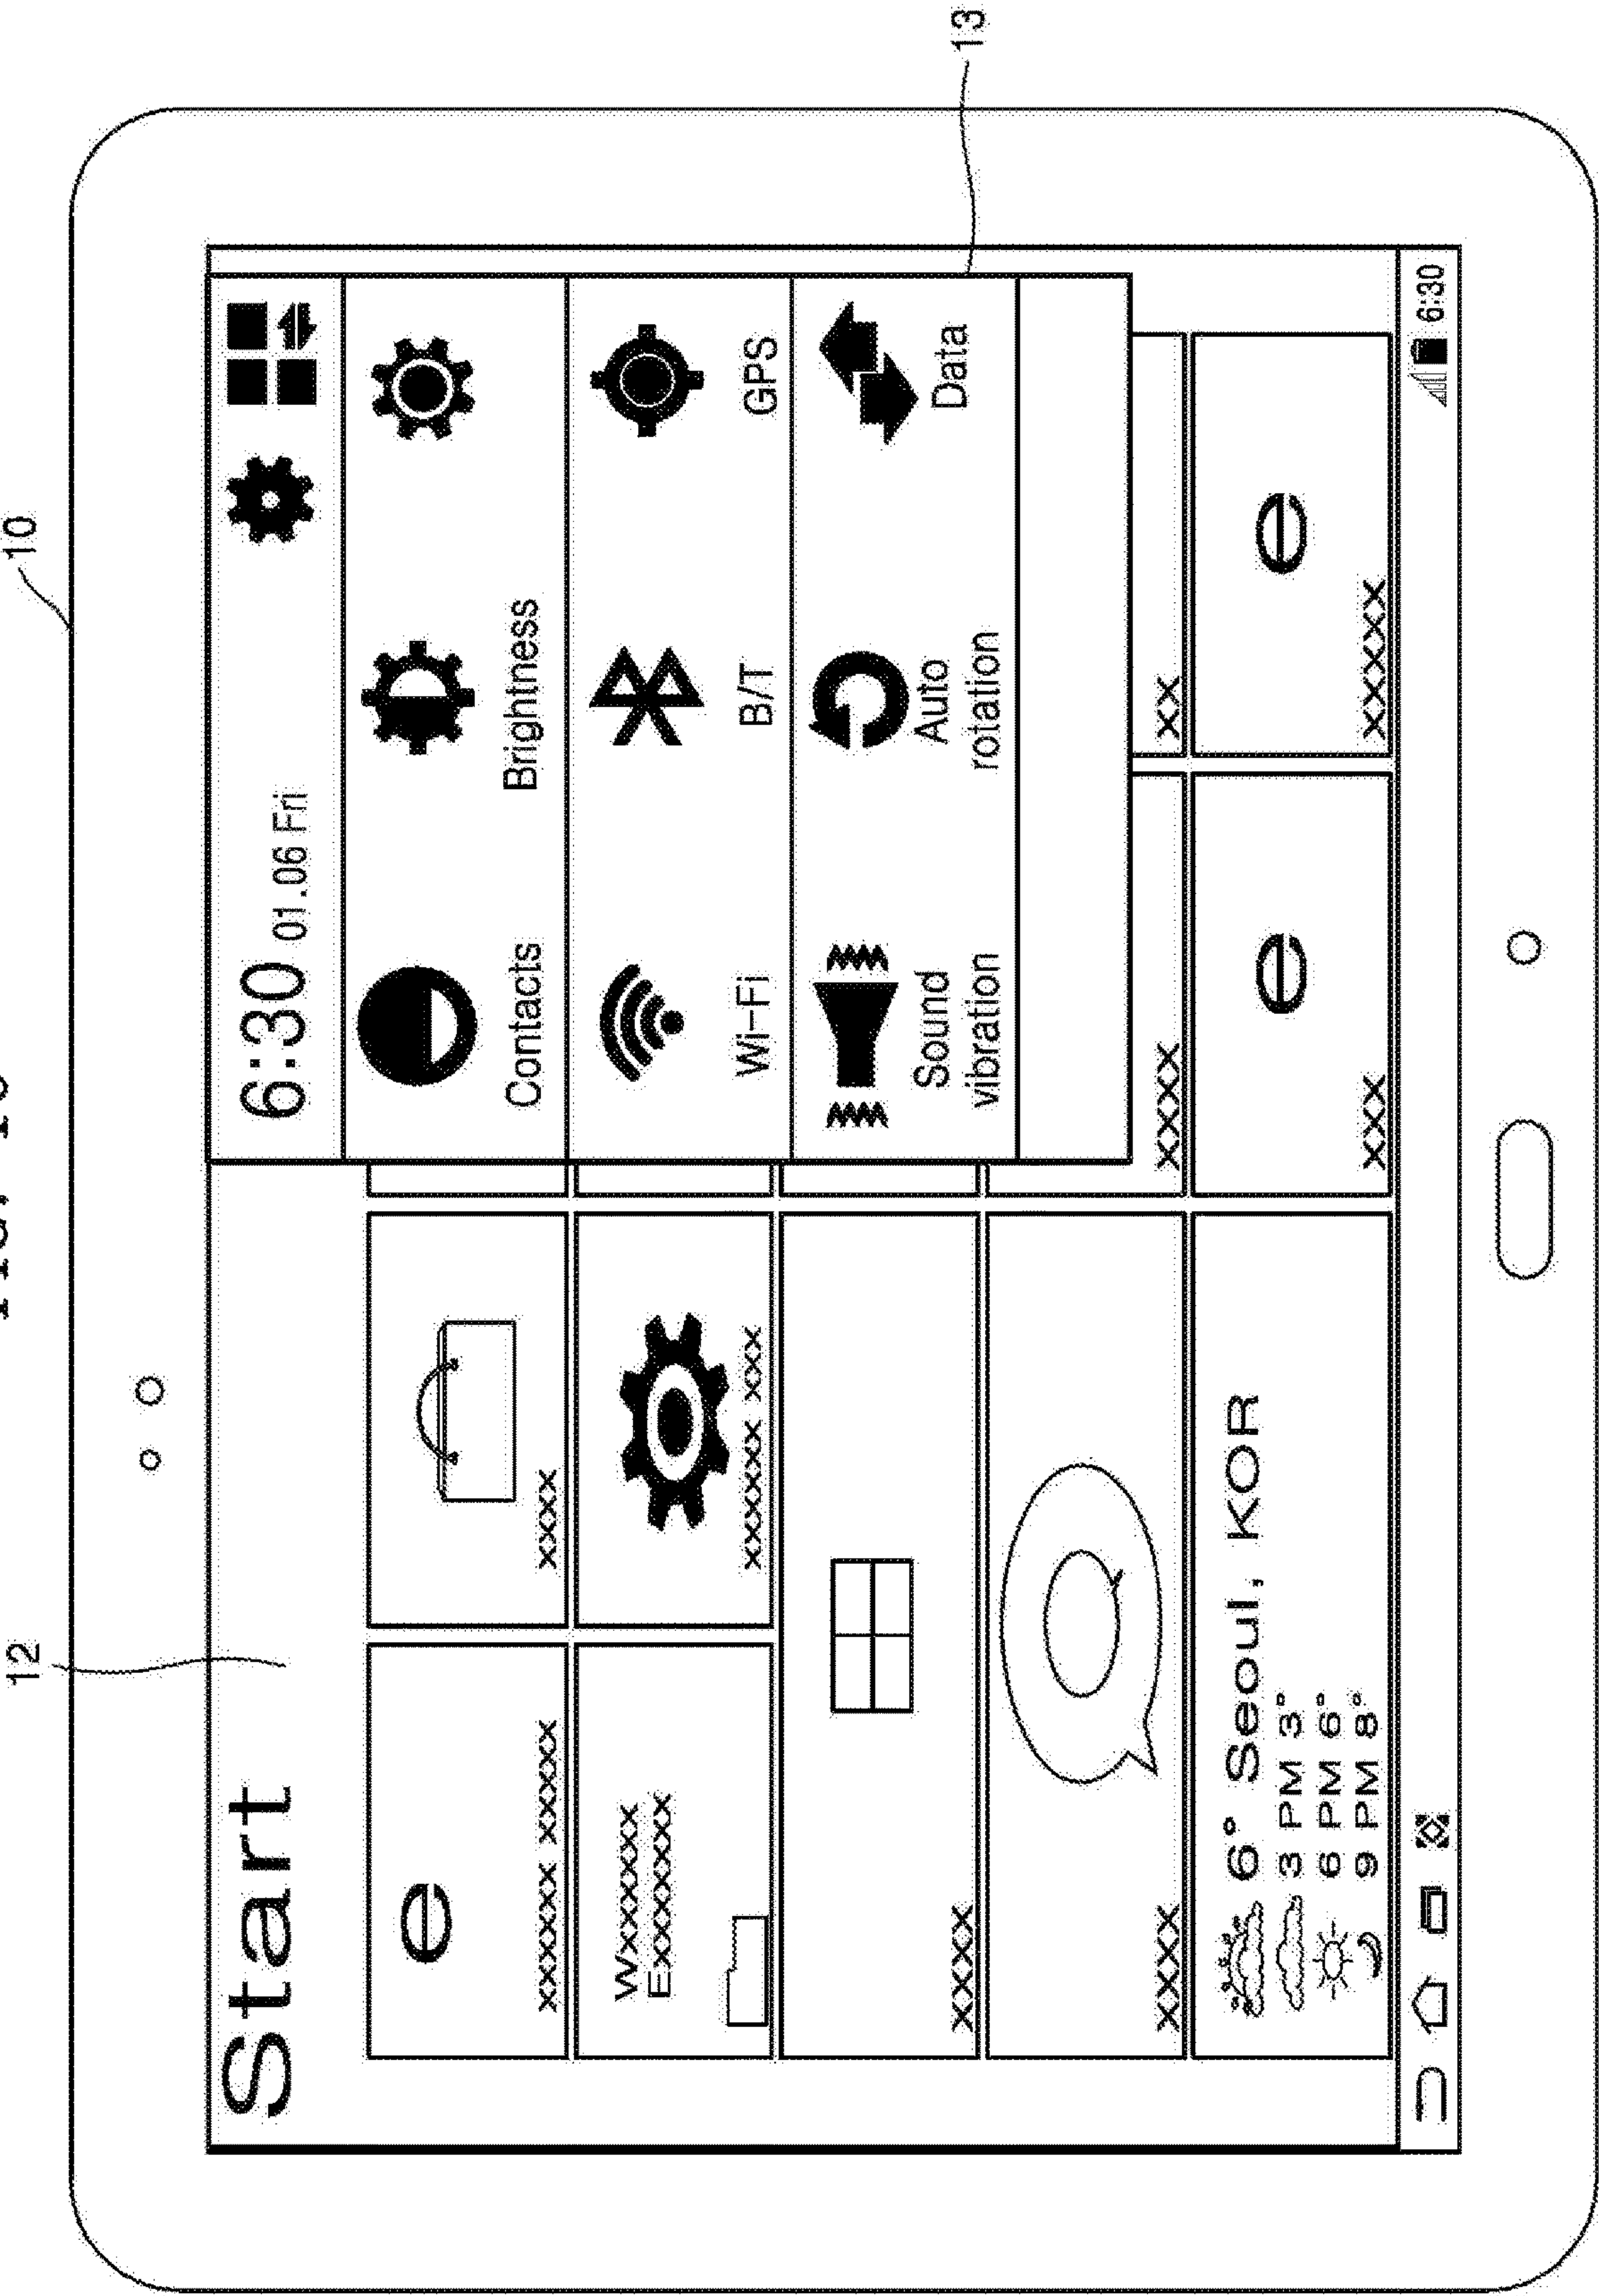 10
12
13
Start
6:30 01.06 Fri
Contacts
Brightness
Wi-Fi
B/T
GPS
Sound
vibration
Auto
rotation
Data
xxxxxx xxxxx
xxxx
Wxxxxxx
Exxxxxxx
xxxxxx xxx
xxxx
xxxx
xxxx
xx
6° Seoul, KOR
3 PM 3°
6 PM 6°
9 PM 8°
xxx
xxxxx
6:30